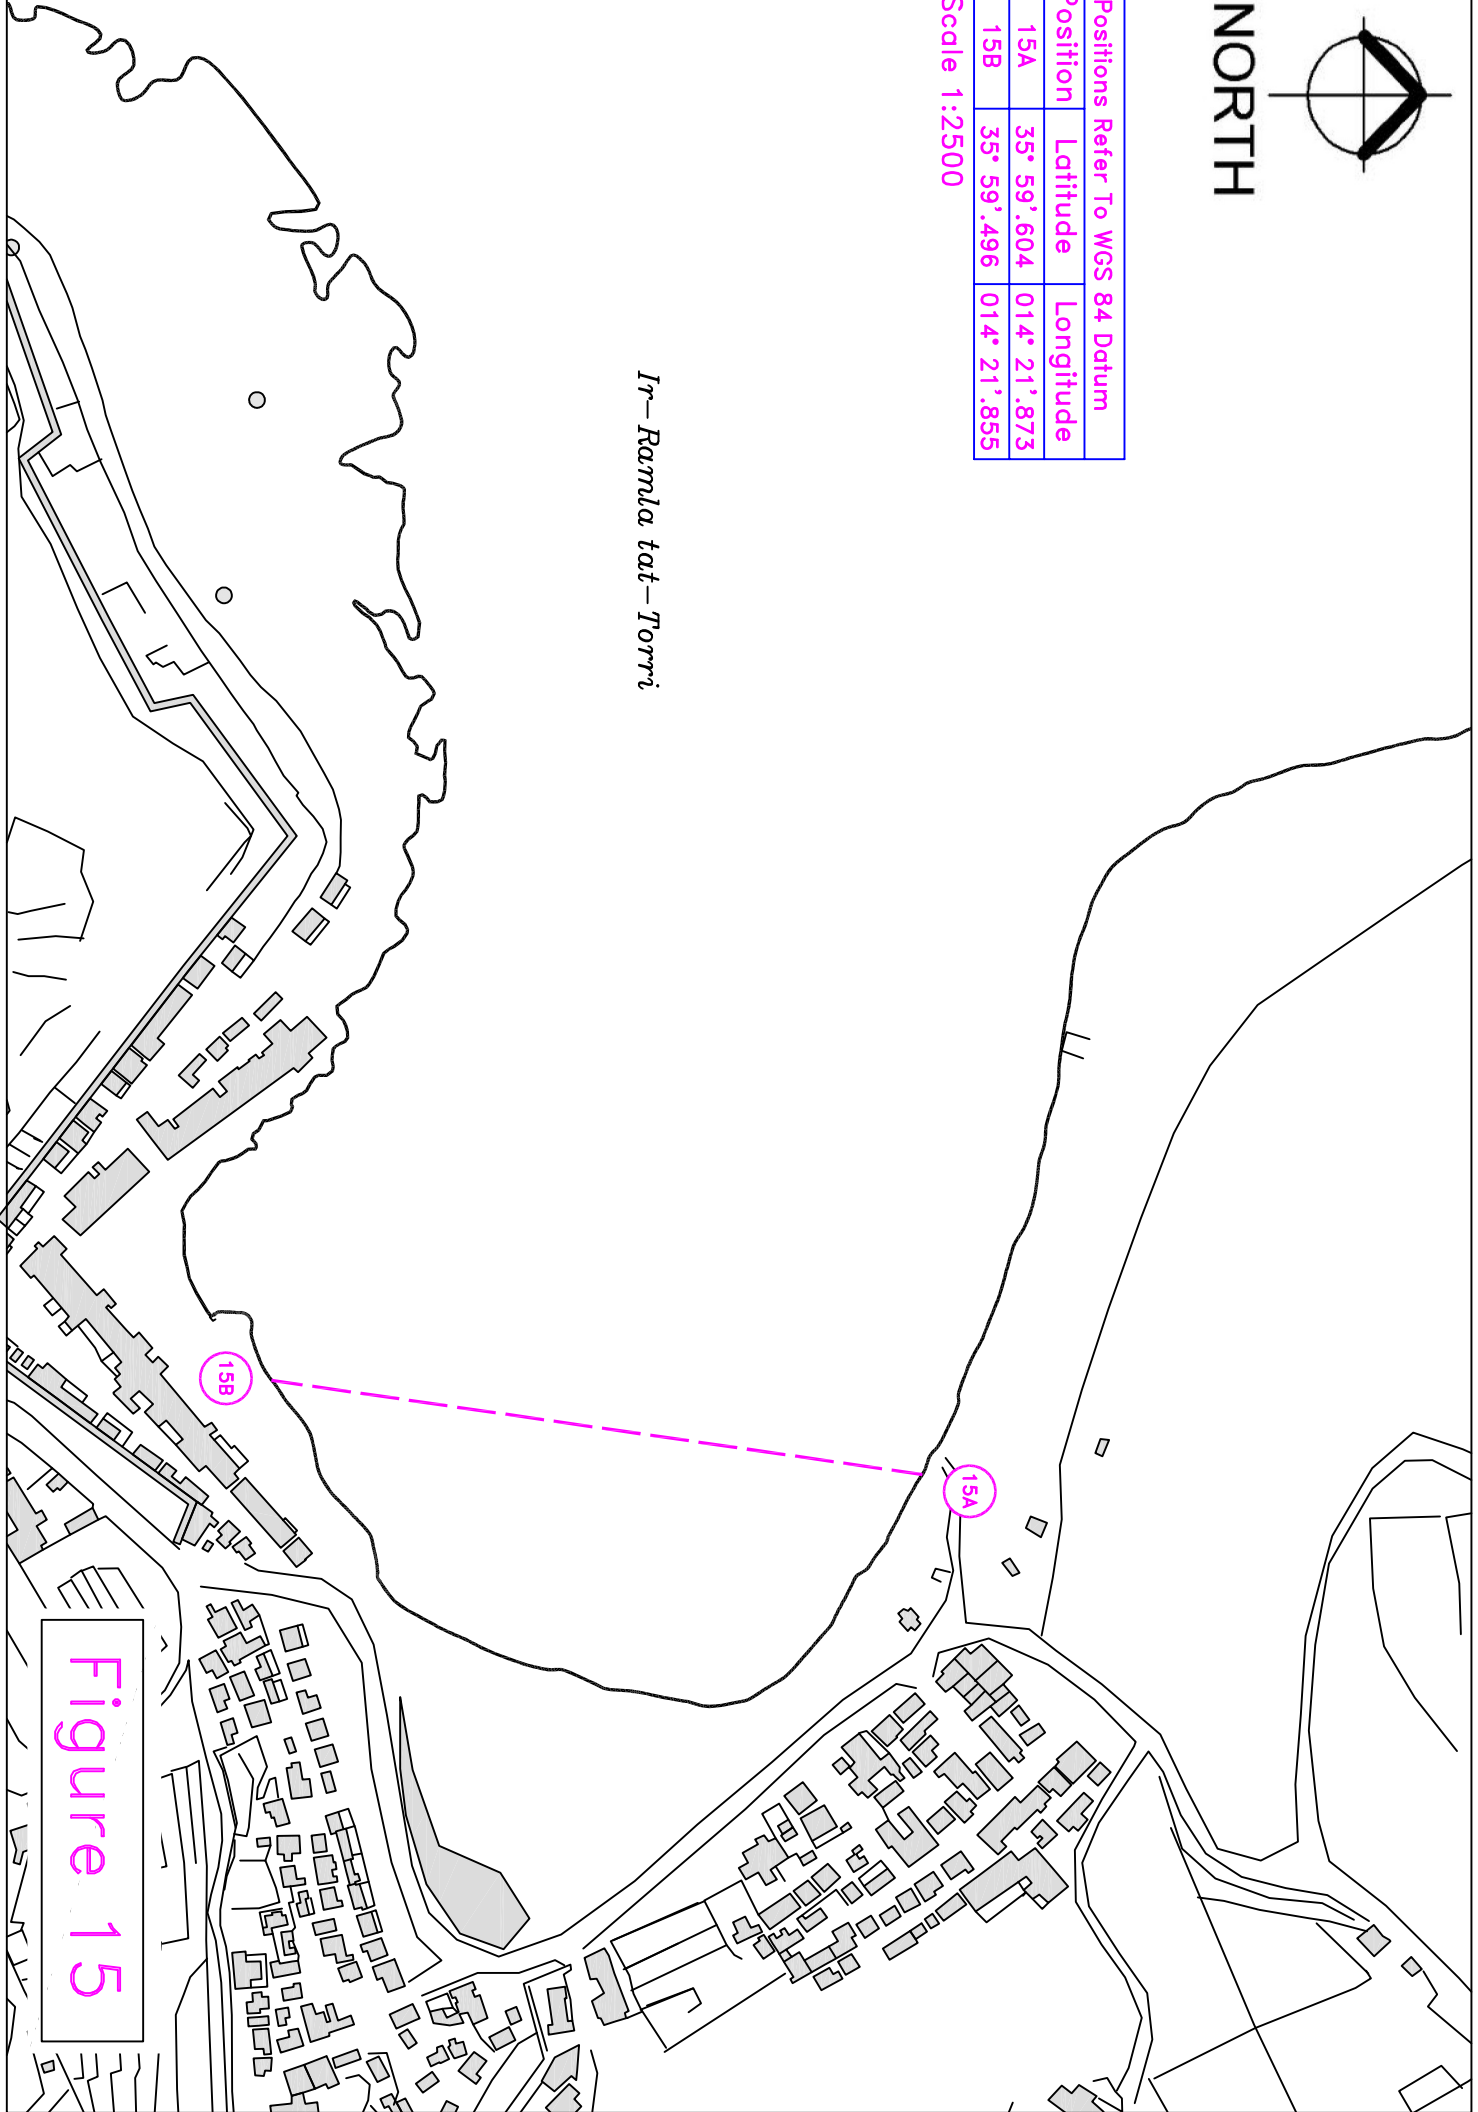 NORTH
Positions Refer To WGS 84 Datum
Position Latitude Longitude
15A 35° 59'.604 014° 21'.873
15B 35° 59'.496 014° 21'.855
Scale 1:2500
Ir-Ramla tat-Torri
15A
15B
Figure 15